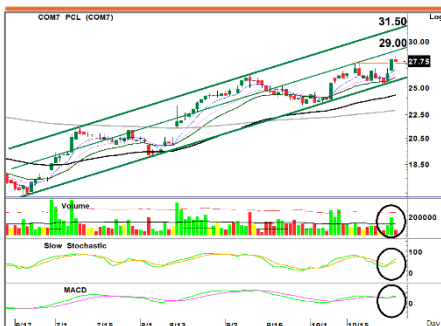 COM7 PCL (COM7)
Log
31.50
30.00
29.00
27.75
25.00
22.50
20.50
18.50
Volume
200000
Slow Stochastic
100
0
MACD
0
6/17 7/1 7/15 8/1 8/13 9/2 9/16 10/1 10/15 Day